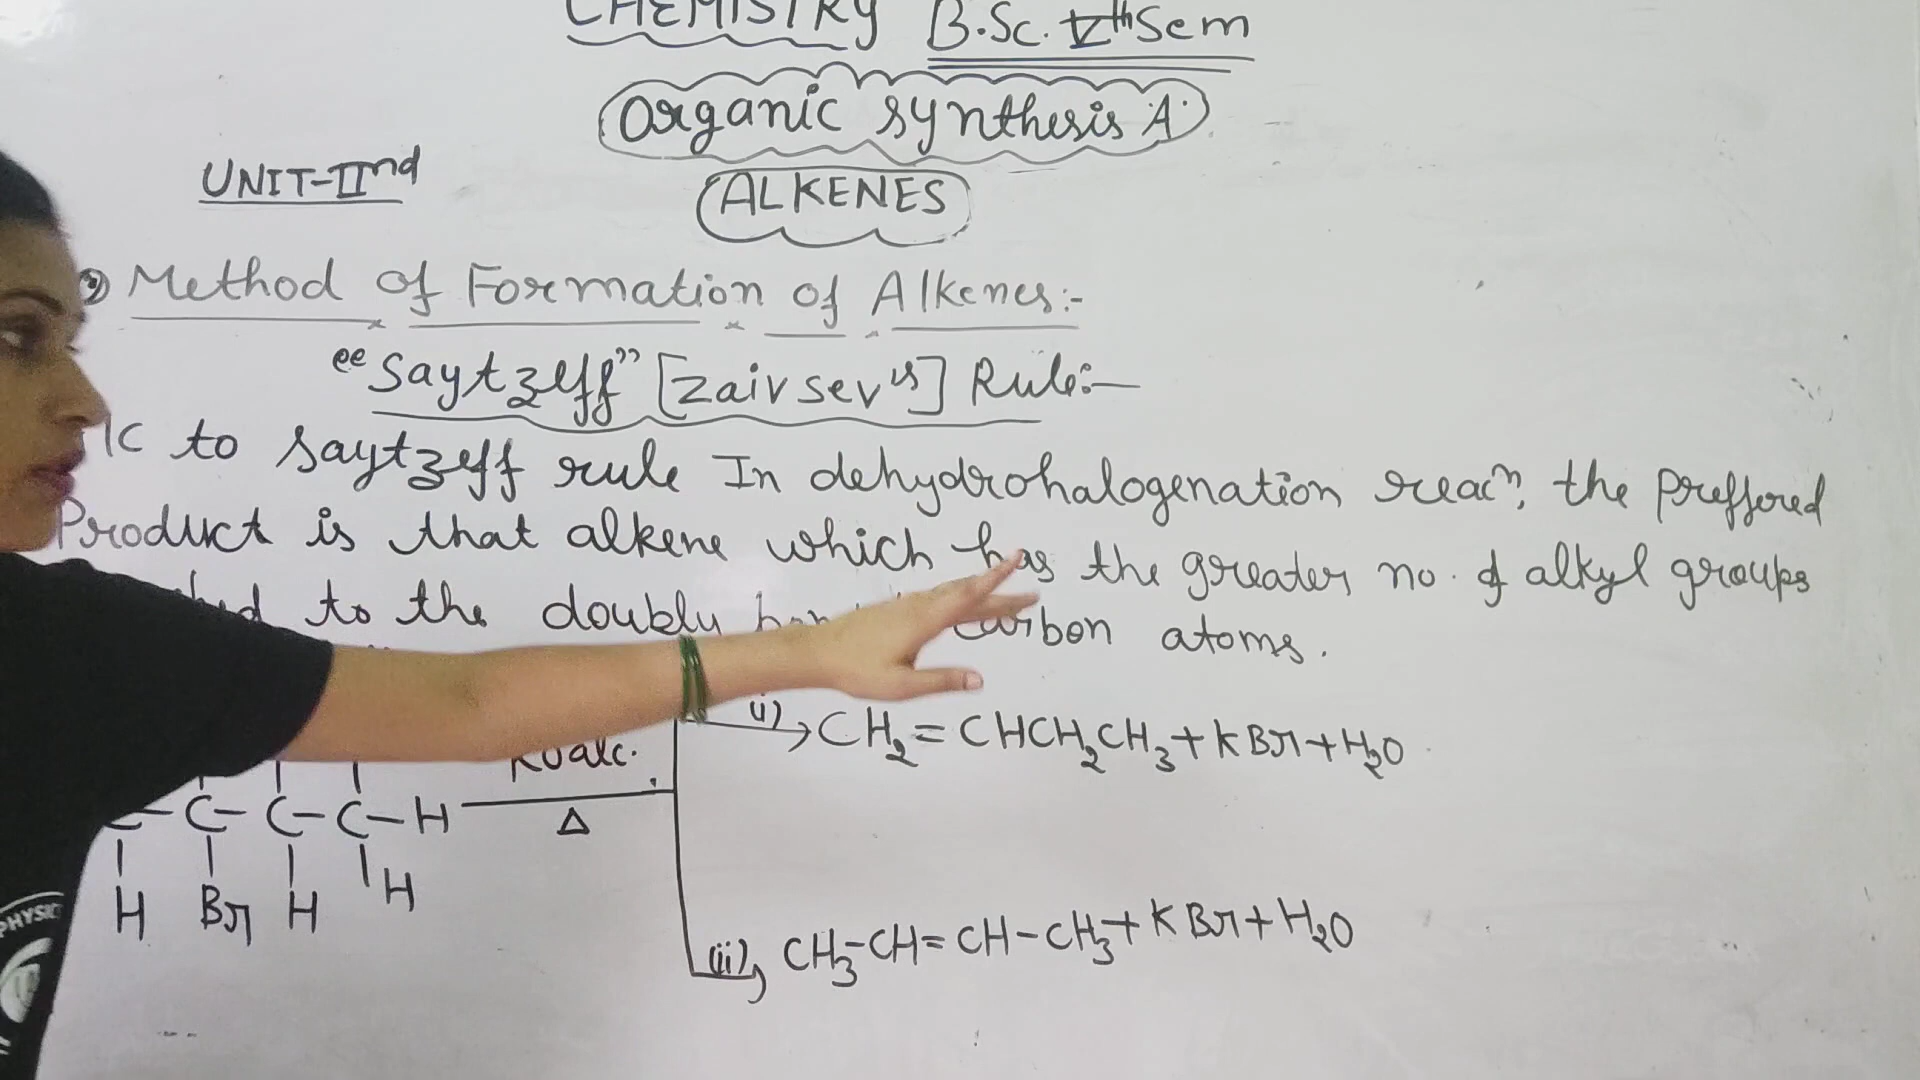 CHEMISTRY B.Sc. Vth Sem
Organic synthesis A
UNIT-IInd
ALKENES
Method of Formation of Alkenes:-
"Saytzeff" [Zaivsev's] Rule:-
to saytzeff rule In dehydrohalogenation reacn, the preffered
Product is that alkene which has the greater no. of alkyl groups
to the doubly carbon atoms.
i) → CH2 = CHCH2CH3 + KBr + H2O
alc.
C - C - C - C - H
Δ
H Br H H
(ii) CH3-CH=CH-CH3 + KBr + H2O
PHYSIC